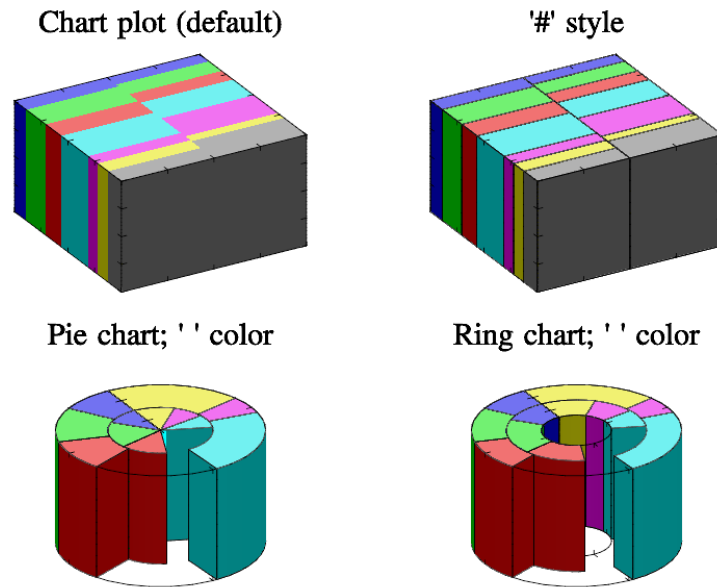 Chart plot (default)
'#' style
Pie chart; ' ' color
Ring chart; ' ' color